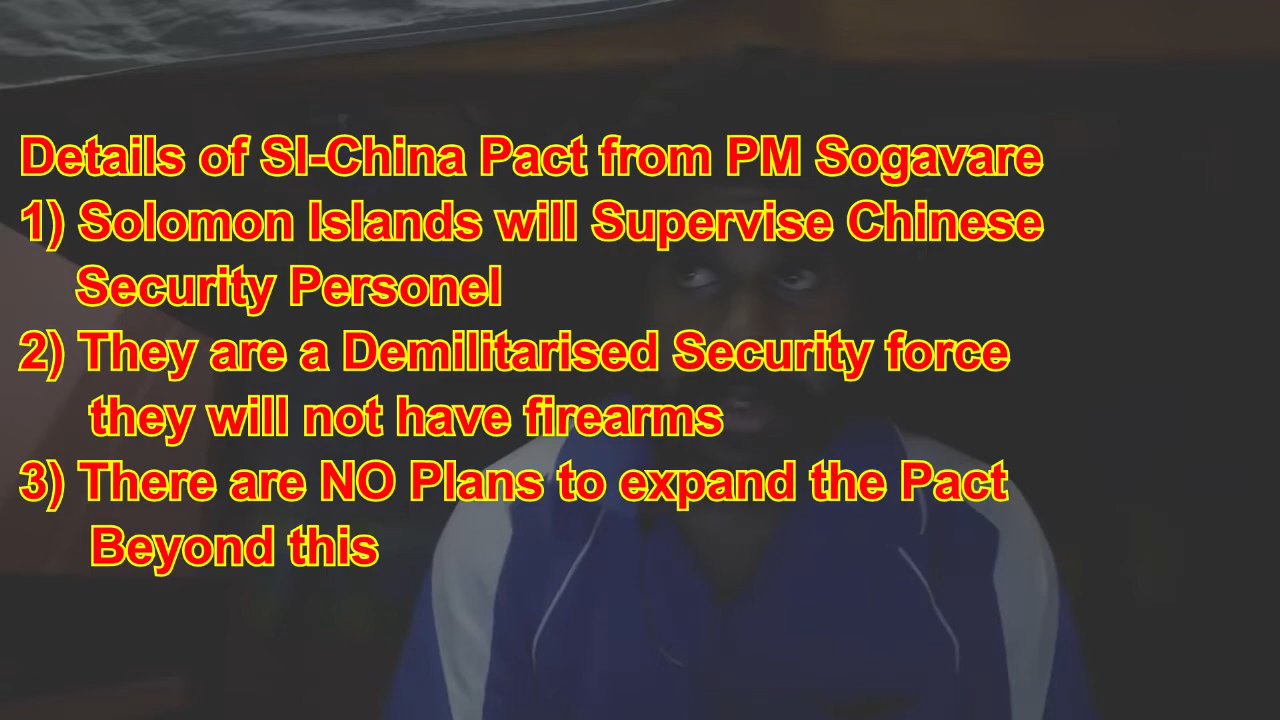 Details of SI-China Pact from PM Sogavare
1) Solomon Islands will Supervise Chinese
Security Personel
2) They are a Demilitarised Security force
they will not have firearms
3) There are NO Plans to expand the Pact
Beyond this